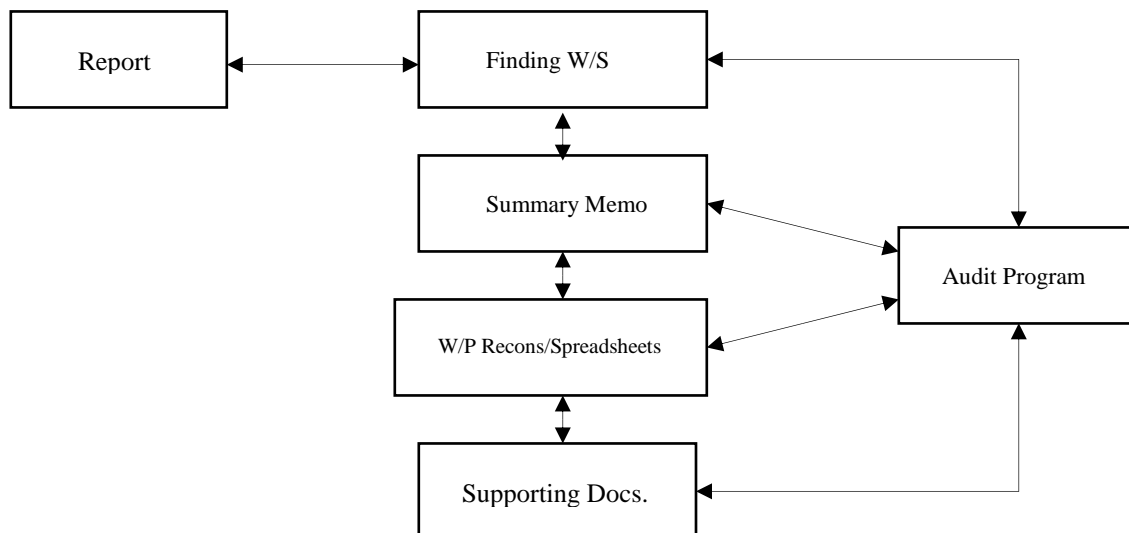 Report
Finding W/S
Summary Memo
Audit Program
W/P Recons/Spreadsheets
Supporting Docs.